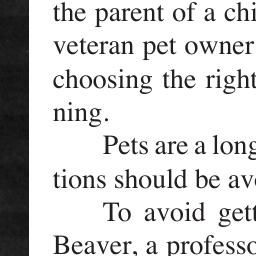 the parent of a chi
veteran pet owner
choosing the right
ning.
Pets are a long
tions should be av
To avoid gett
Beaver, a professo